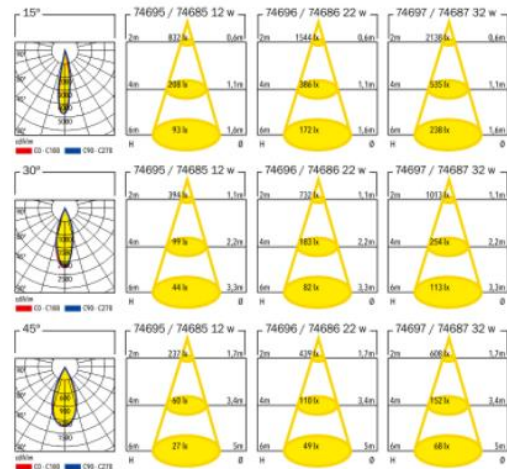 15°
74695 / 74685 12 w
74696 / 74686 22 w
74697 / 74687 32 w
2m 832 lx 0,6m
2m 1544 lx 0,6m
2m 2138 lx 0,6m
4m 208 lx 1,1m
4m 386 lx 1,1m
4m 535 lx 1,1m
5000
6m 93 lx 1,6m
6m 172 lx 1,6m
6m 238 lx 1,6m
H Ø
H Ø
H Ø
cd/klm
C0 - C180 C90 - C270
30°
74695 / 74685 12 w
74696 / 74686 22 w
74697 / 74687 32 w
2m 394 lx 1,1m
2m 732 lx 1,1m
2m 1013 lx 1,1m
4m 99 lx 2,2m
4m 183 lx 2,2m
4m 254 lx 2,2m
2500
6m 44 lx 3,3m
6m 82 lx 3,3m
6m 113 lx 3,3m
H Ø
H Ø
H Ø
cd/klm
C0 - C180 C90 - C270
45°
74695 / 74685 12 w
74696 / 74686 22 w
74697 / 74687 32 w
2m 237 lx 1,7m
2m 439 lx 1,7m
2m 608 lx 1,7m
4m 60 lx 3,4m
4m 110 lx 3,4m
4m 152 lx 3,4m
600
900
6m 27 lx 5m
6m 49 lx 5m
6m 68 lx 5m
H Ø
H Ø
H Ø
cd/klm
C0 - C180 C90 - C270